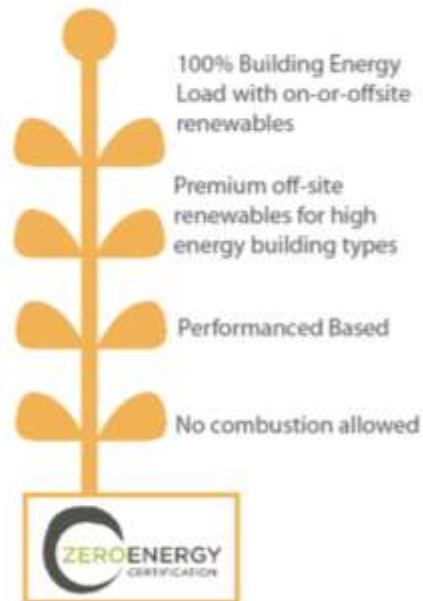 100% Building Energy
Load with on-or-offsite
renewables
Premium off-site
renewables for high
energy building types
Performanced Based
No combustion allowed
ZEROENERGY
CERTIFICATION